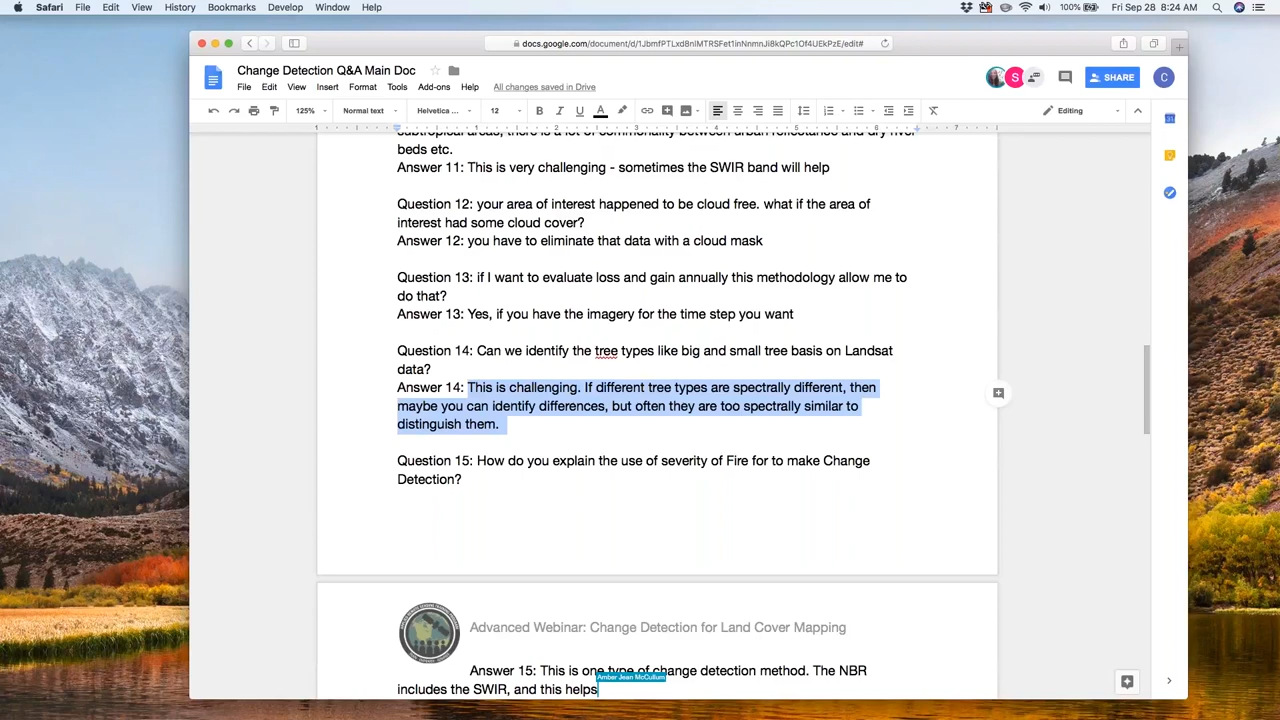 Safari File Edit View History Bookmarks Develop Window Help 100% Fri Sep 28 8:24 AM
docs.google.com/document/d/1JbmfPTLxd8nIMTRSFet1inNnmnJi8kQPc1Of4UEkPzE/edit#
Change Detection Q&A Main Doc
S SHARE C
File Edit View Insert Format Tools Add-ons Help All changes saved in Drive
125% Normal text Helvetica ... 12 B I U A Editing
1 1 2 3 4 5 6 7
beds etc.
Answer 11: This is very challenging - sometimes the SWIR band will help
Question 12: your area of interest happened to be cloud free. what if the area of
interest had some cloud cover?
Answer 12: you have to eliminate that data with a cloud mask
Question 13: if I want to evaluate loss and gain annually this methodology allow me to
do that?
Answer 13: Yes, if you have the imagery for the time step you want
Question 14: Can we identify the tree types like big and small tree basis on Landsat
data?
Answer 14: This is challenging. If different tree types are spectrally different, then
maybe you can identify differences, but often they are too spectrally similar to
distinguish them.
Question 15: How do you explain the use of severity of Fire for to make Change
Detection?
Advanced Webinar: Change Detection for Land Cover Mapping
Answer 15: This is one type of change detection method. The NBR
Amber Jean McCullum
includes the SWIR, and this helps